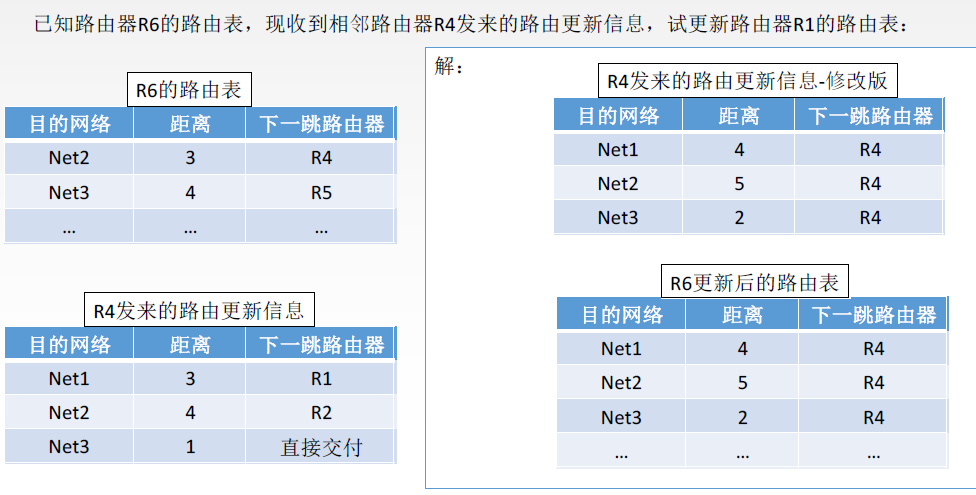 已知路由器R6的路由表，现收到相邻路由器R4发来的路由更新信息，试更新路由器R1的路由表：
R6的路由表
目的网络 距离 下一跳路由器
Net2 3 R4
Net3 4 R5
... ... ...
R4发来的路由更新信息
目的网络 距离 下一跳路由器
Net1 3 R1
Net2 4 R2
Net3 1 直接交付
解：
R4发来的路由更新信息-修改版
目的网络 距离 下一跳路由器
Net1 4 R4
Net2 5 R4
Net3 2 R4
R6更新后的路由表
目的网络 距离 下一跳路由器
Net1 4 R4
Net2 5 R4
Net3 2 R4
... ... ...